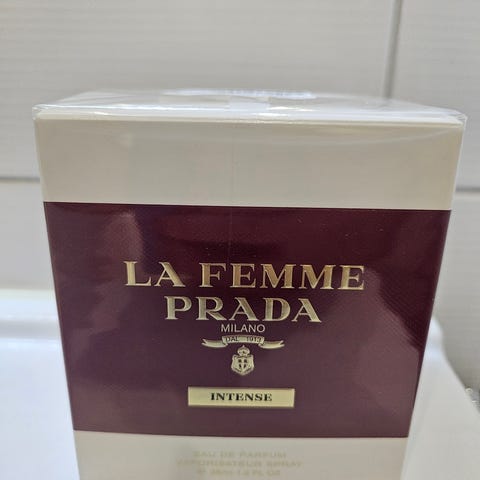 LA FEMME
PRADA
MILANO
DAL 1913
INTENSE
EAU DE PARFUM
VAPORISATEUR SPRAY